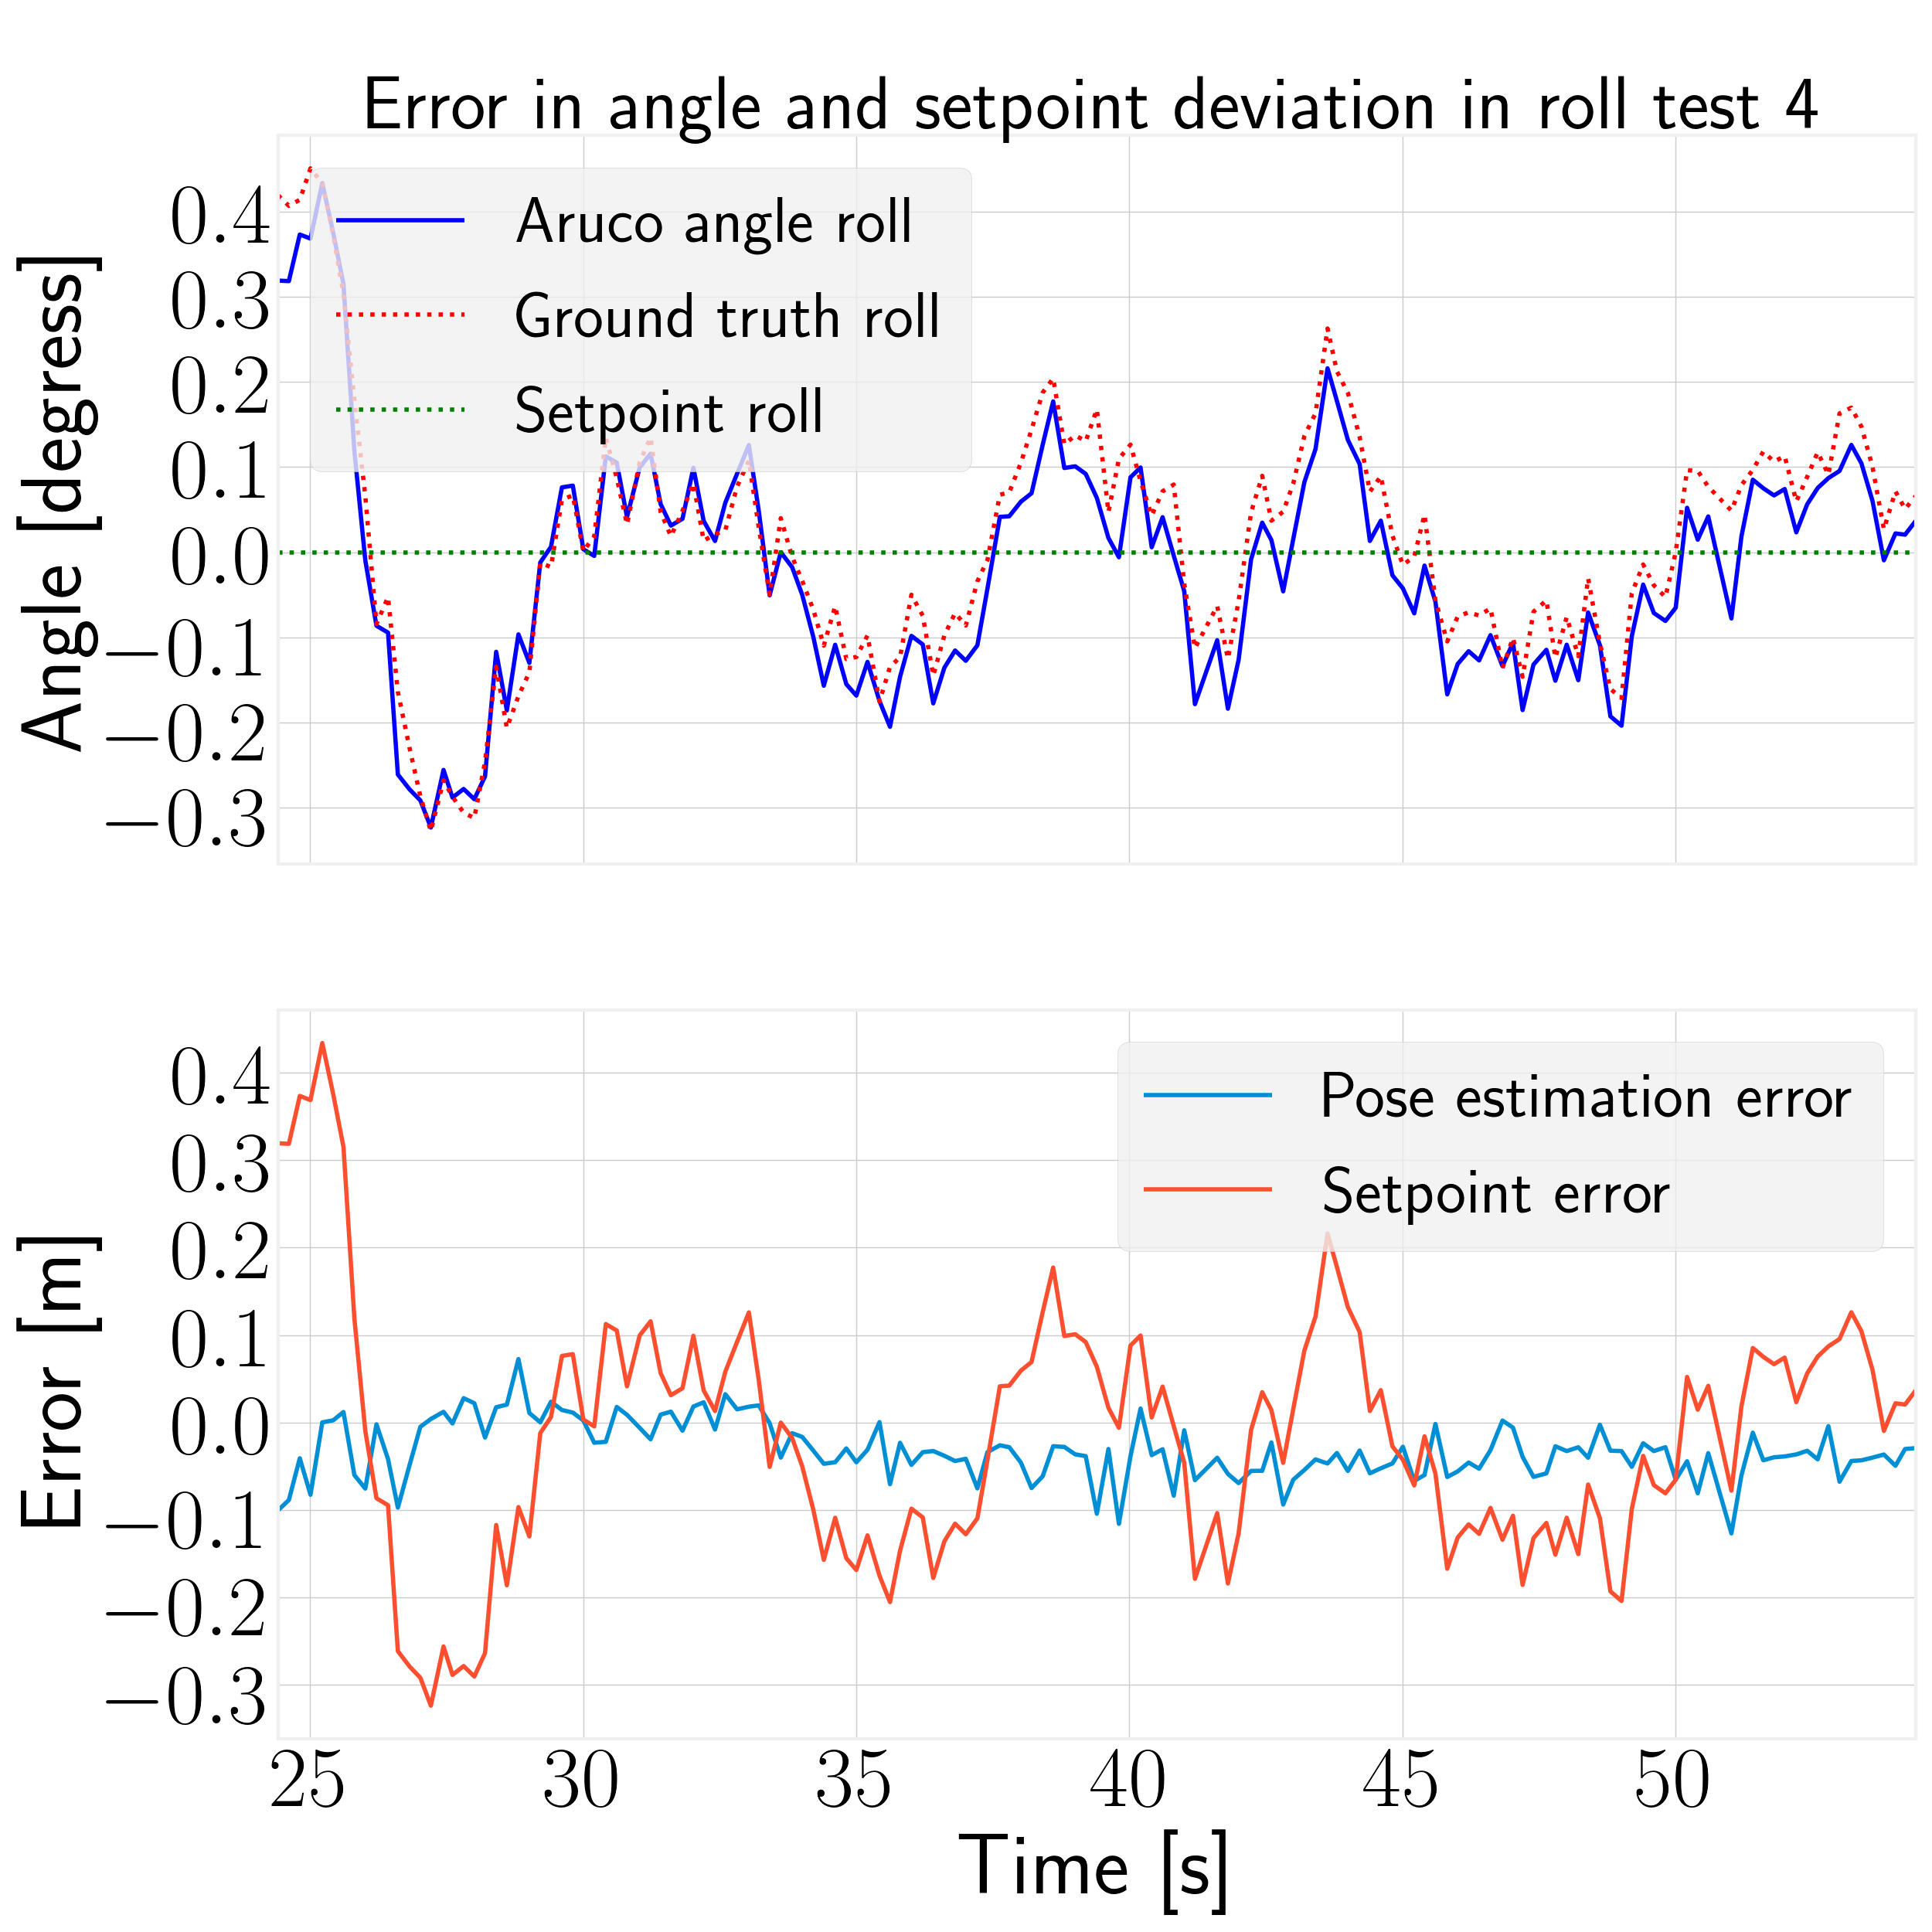 Error in angle and setpoint deviation in roll test 4
Angle [degress]
0.4
0.3
0.2
0.1
0.0
−0.1
−0.2
−0.3
Aruco angle roll
Ground truth roll
Setpoint roll
Error [m]
0.4
0.3
0.2
0.1
0.0
−0.1
−0.2
−0.3
Pose estimation error
Setpoint error
25 30 35 40 45 50
Time [s]